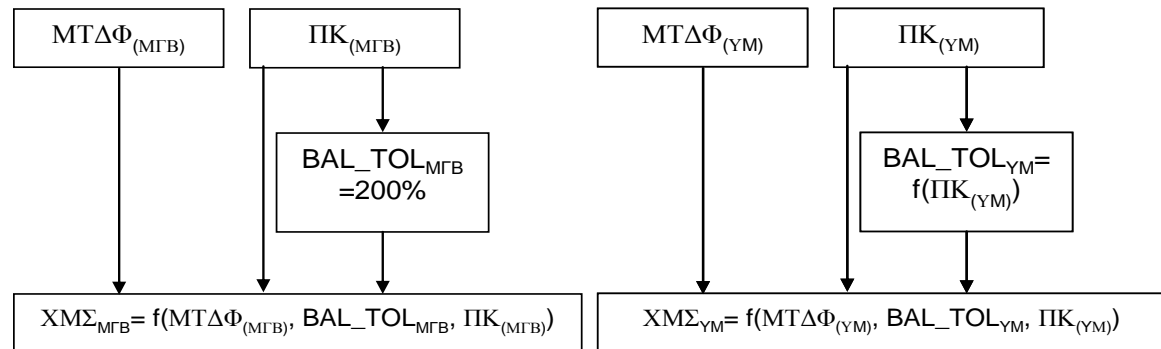 ΜΤΔΦ(ΜΓΒ)
ΠΚ(ΜΓΒ)
BAL_TOLΜΓΒ
=200%
ΧΜΣΜΓΒ= f(ΜΤΔΦ(ΜΓΒ), BAL_TOLΜΓΒ, ΠΚ(ΜΓΒ))
ΜΤΔΦ(ΥΜ)
ΠΚ(ΥΜ)
BAL_TOLΥΜ=
f(ΠΚ(ΥΜ))
ΧΜΣΥΜ= f(ΜΤΔΦ(ΥΜ), BAL_TOLΥΜ, ΠΚ(ΥΜ))